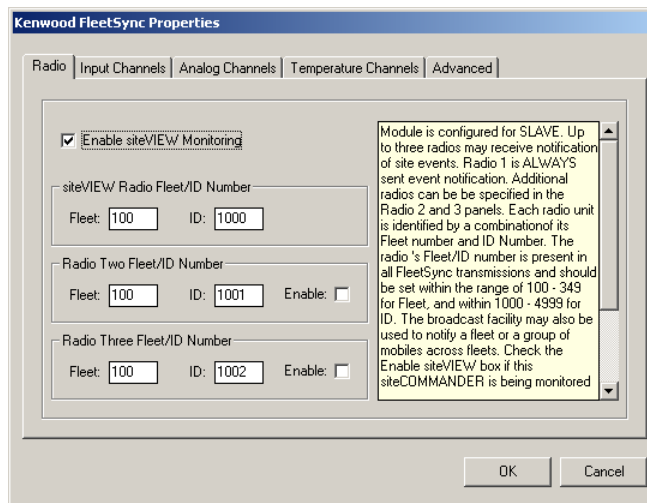 Kenwood FleetSync Properties
Radio Input Channels Analog Channels Temperature Channels Advanced
Enable siteVIEW Monitoring
siteVIEW Radio Fleet/ID Number
Fleet: 100 ID: 1000
Radio Two Fleet/ID Number
Fleet: 100 ID: 1001 Enable:
Radio Three Fleet/ID Number
Fleet: 100 ID: 1002 Enable:
Module is configured for SLAVE. Up
to three radios may receive notification
of site events. Radio 1 is ALWAYS
sent event notification. Additional
radios can be be specified in the
Radio 2 and 3 panels. Each radio unit
is identified by a combinationof its
Fleet number and ID Number. The
radio 's Fleet/ID number is present in
all FleetSync transmissions and should
be set within the range of 100 - 349
for Fleet, and within 1000 - 4999 for
ID. The broadcast facility may also be
used to notify a fleet or a group of
mobiles across fleets. Check the
Enable siteVIEW box if this
siteCOMMANDER is being monitored
OK Cancel